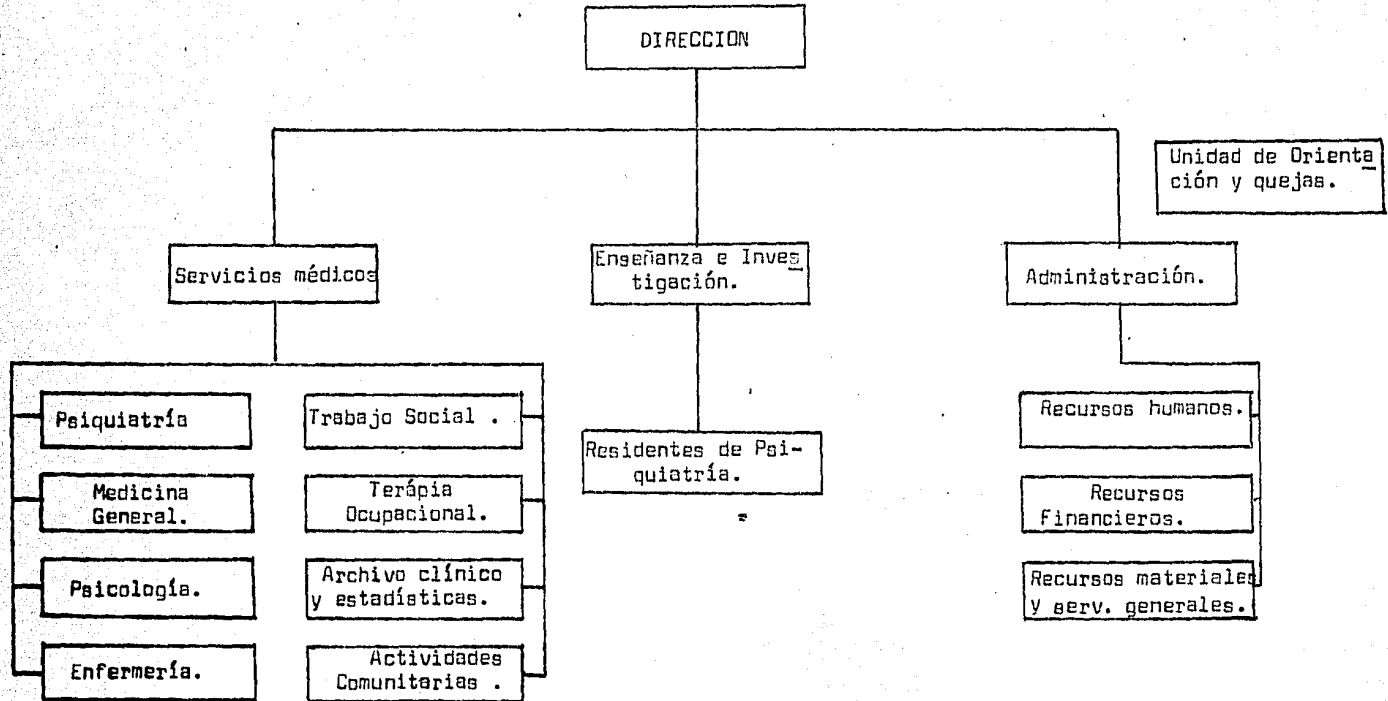 DIRECCION
Unidad de Orienta
ción y quejas.
Servicios médicos
Enseñanza e Inves
tigación.
Administración.
Psiquiatría
Medicina
General.
Psicología.
Enfermería.
Trabajo Social .
Terápia
Ocupacional.
Archivo clínico
y estadísticas.
Actividades
Comunitarias .
Residentes de Psi-
quiatría.
Recursos humanos.
Recursos
Financieros.
Recursos materiales
y serv. generales.